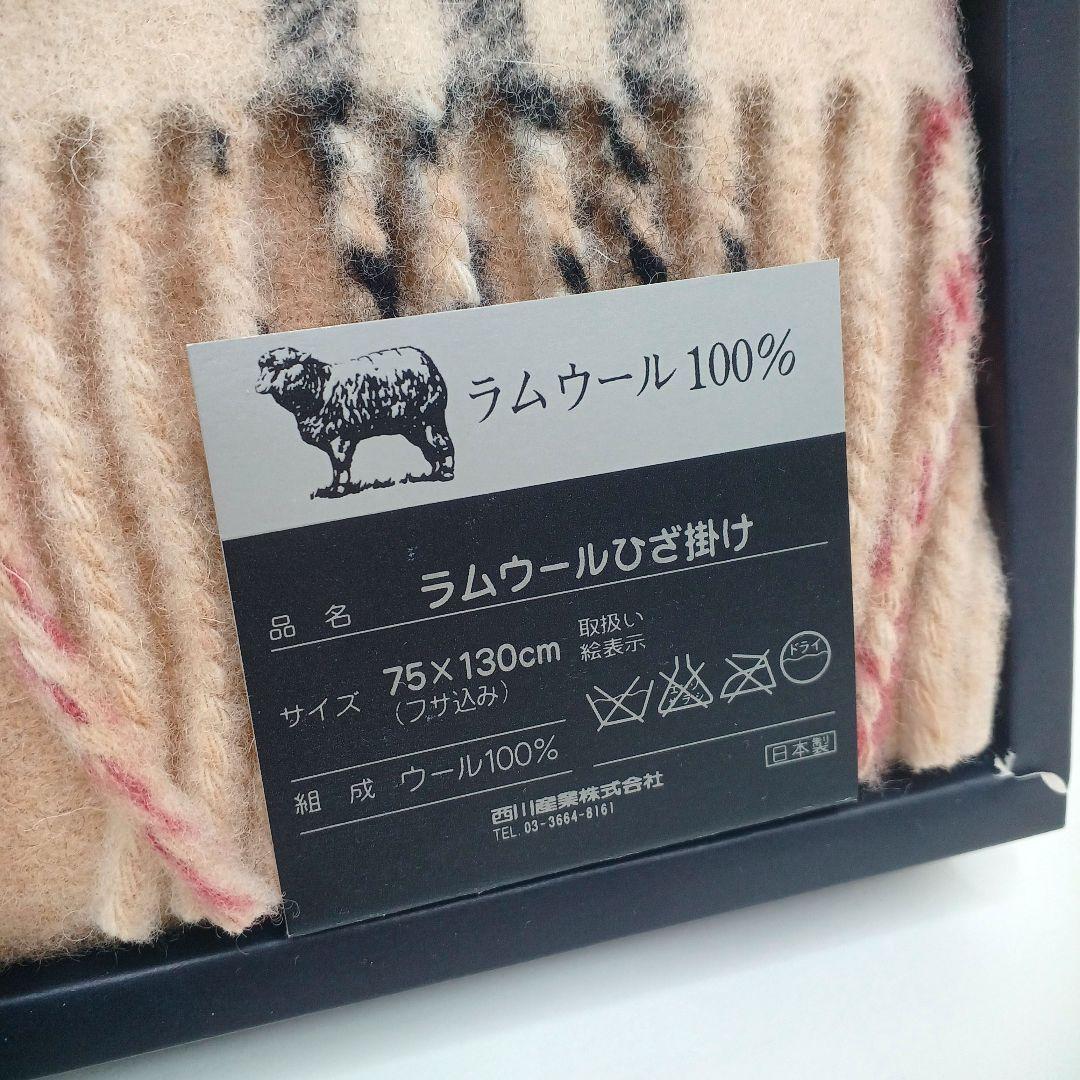 ラムウール100%
品名 ラムウールひざ掛け
サイズ 75×130cm
(フサ込み)
取扱い
絵表示
ドライ
組成 ウール100%
日本製
西川産業株式会社
TEL. 03-3664-8161